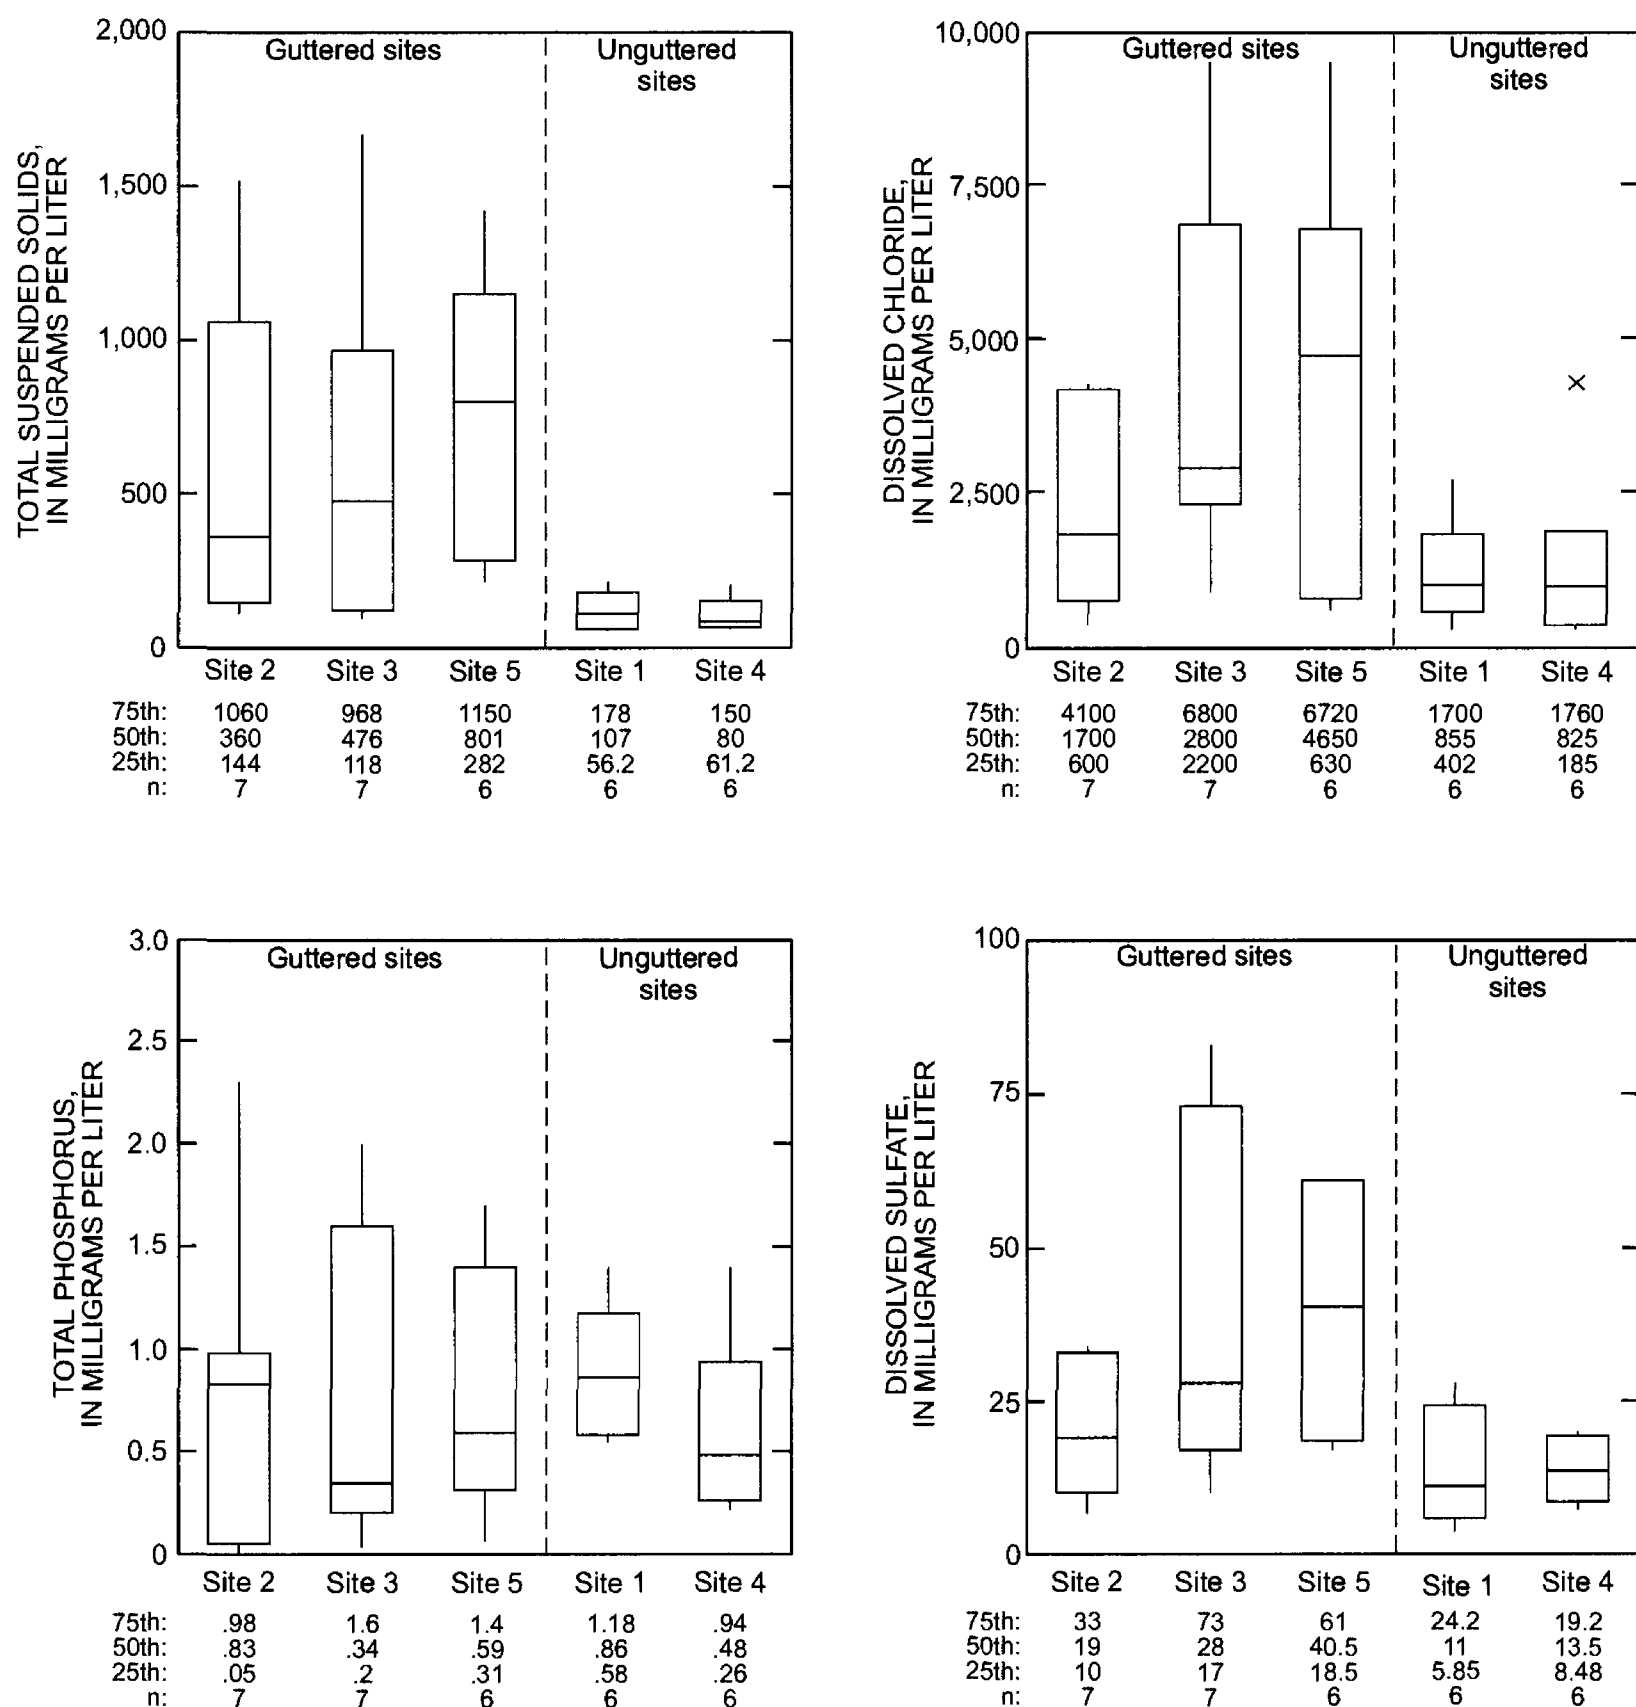 2,000
Guttered sites
Unguttered
sites
TOTAL SUSPENDED SOLIDS,
IN MILLIGRAMS PER LITER
1,500
1,000
500
0
Site 2 Site 3 Site 5 Site 1 Site 4
75th: 1060 968 1150 178 150
50th: 360 476 801 107 80
25th: 144 118 282 56.2 61.2
n: 7 7 6 6 6
10,000
Guttered sites
Unguttered
sites
DISSOLVED CHLORIDE,
IN MILLIGRAMS PER LITER
7,500
5,000
2,500
0
Site 2 Site 3 Site 5 Site 1 Site 4
75th: 4100 6800 6720 1700 1760
50th: 1700 2800 4650 855 825
25th: 600 2200 630 402 185
n: 7 7 6 6 6
3.0
Guttered sites
Unguttered
sites
TOTAL PHOSPHORUS,
IN MILLIGRAMS PER LITER
2.5
2.0
1.5
1.0
0.5
0
Site 2 Site 3 Site 5 Site 1 Site 4
75th: .98 1.6 1.4 1.18 .94
50th: .83 .34 .59 .86 .48
25th: .05 .2 .31 .58 .26
n: 7 7 6 6 6
100
Guttered sites
Unguttered
sites
DISSOLVED SULFATE,
IN MILLIGRAMS PER LITER
75
50
25
0
Site 2 Site 3 Site 5 Site 1 Site 4
75th: 33 73 61 24.2 19.2
50th: 19 28 40.5 11 13.5
25th: 10 17 18.5 5.85 8.48
n: 7 7 6 6 6